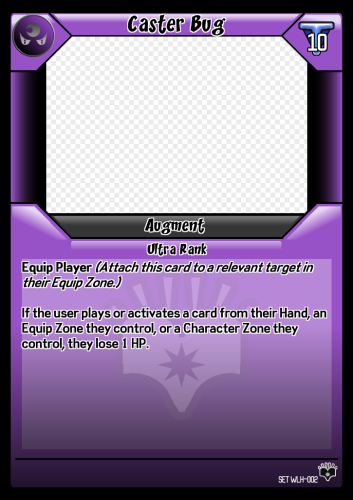 Caster Bug
10
Augment
Ultra Rank
Equip Player (Attach this card to a relevant target in
their Equip Zone.)
If the user plays or activates a card from their Hand, an
Equip Zone they control, or a Character Zone they
control, they lose 1 HP.
SET WLH-002